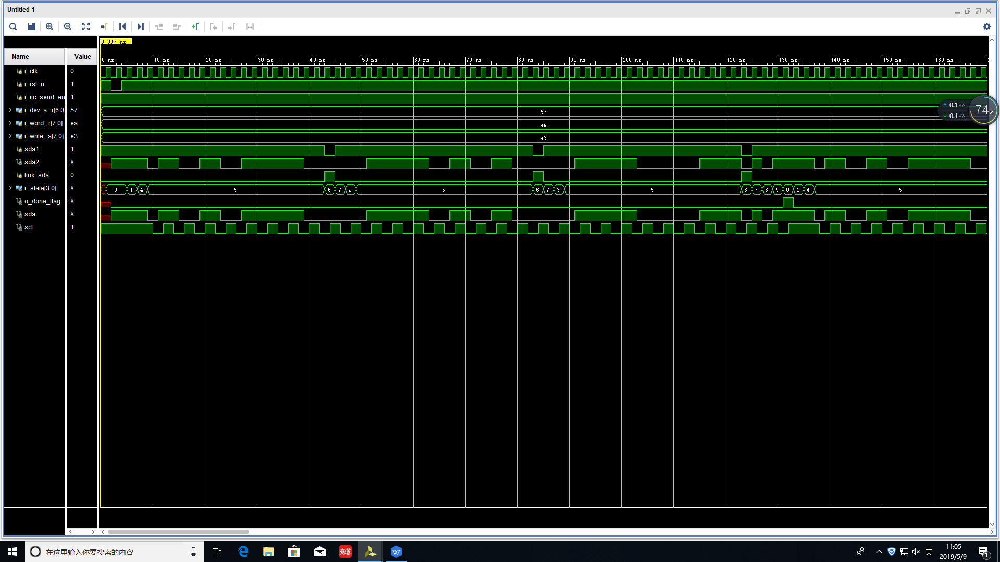 Untitled 1
0.007 ns
Name Value
0 ns 10 ns 20 ns 30 ns 40 ns 50 ns 60 ns 70 ns 80 ns 90 ns 100 ns 110 ns 120 ns 130 ns 140 ns 150 ns 160 ns
i_clk 0
i_rst_n 1
i_iic_send_en 1
i_dev_a...r[6:0] 57 57
i_word...r[7:0] ea ea
i_write...a[7:0] e3 e3
sda1 1
sda2 X
link_sda 0
r_state[3:0] X 0 1 4 5 6 7 2 5 6 7 3 5 6 7 8 9 0 1 4 5
o_done_flag X
sda X
scl 1
0.1K/s
0.1K/s
74%
在这里输入你要搜索的内容
有道
英
11:05
2019/5/9
1